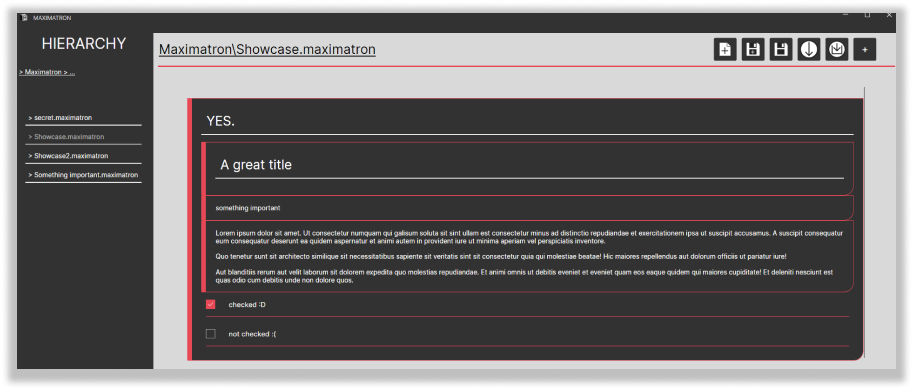 MAXIMATRON
HIERARCHY
> Maximatron > ...
> secret.maximatron
> Showcase.maximatron
> Showcase2.maximatron
> Something important.maximatron
Maximatron\Showcase.maximatron
+
YES.
A great title
something important
Lorem ipsum dolor sit amet. Ut consectetur numquam qui galisum soluta sit sint ullam est consectetur minus ad distinctio repudiandae et exercitationem ipsa ut suscipit accusamus. A suscipit consequatur
eum consequatur deserunt ea quidem aspernatur et animi autem in provident iure ut minima aperiam vel perspiciatis inventore.
Quo tenetur sunt sit architecto similique sit necessitatibus sapiente sit veritatis sint sit consectetur quia qui molestiae beatae! Hic maiores repellendus aut dolorum officiis ut pariatur iure!
Aut blanditiis rerum aut velit laborum sit dolorem expedita quo molestias repudiandae. Et animi omnis ut debitis eveniet et eveniet quam eos eaque quidem qui maiores cupiditate! Et deleniti nesciunt est
quas odio cum debitis unde non dolore quos.
checked :D
not checked :(